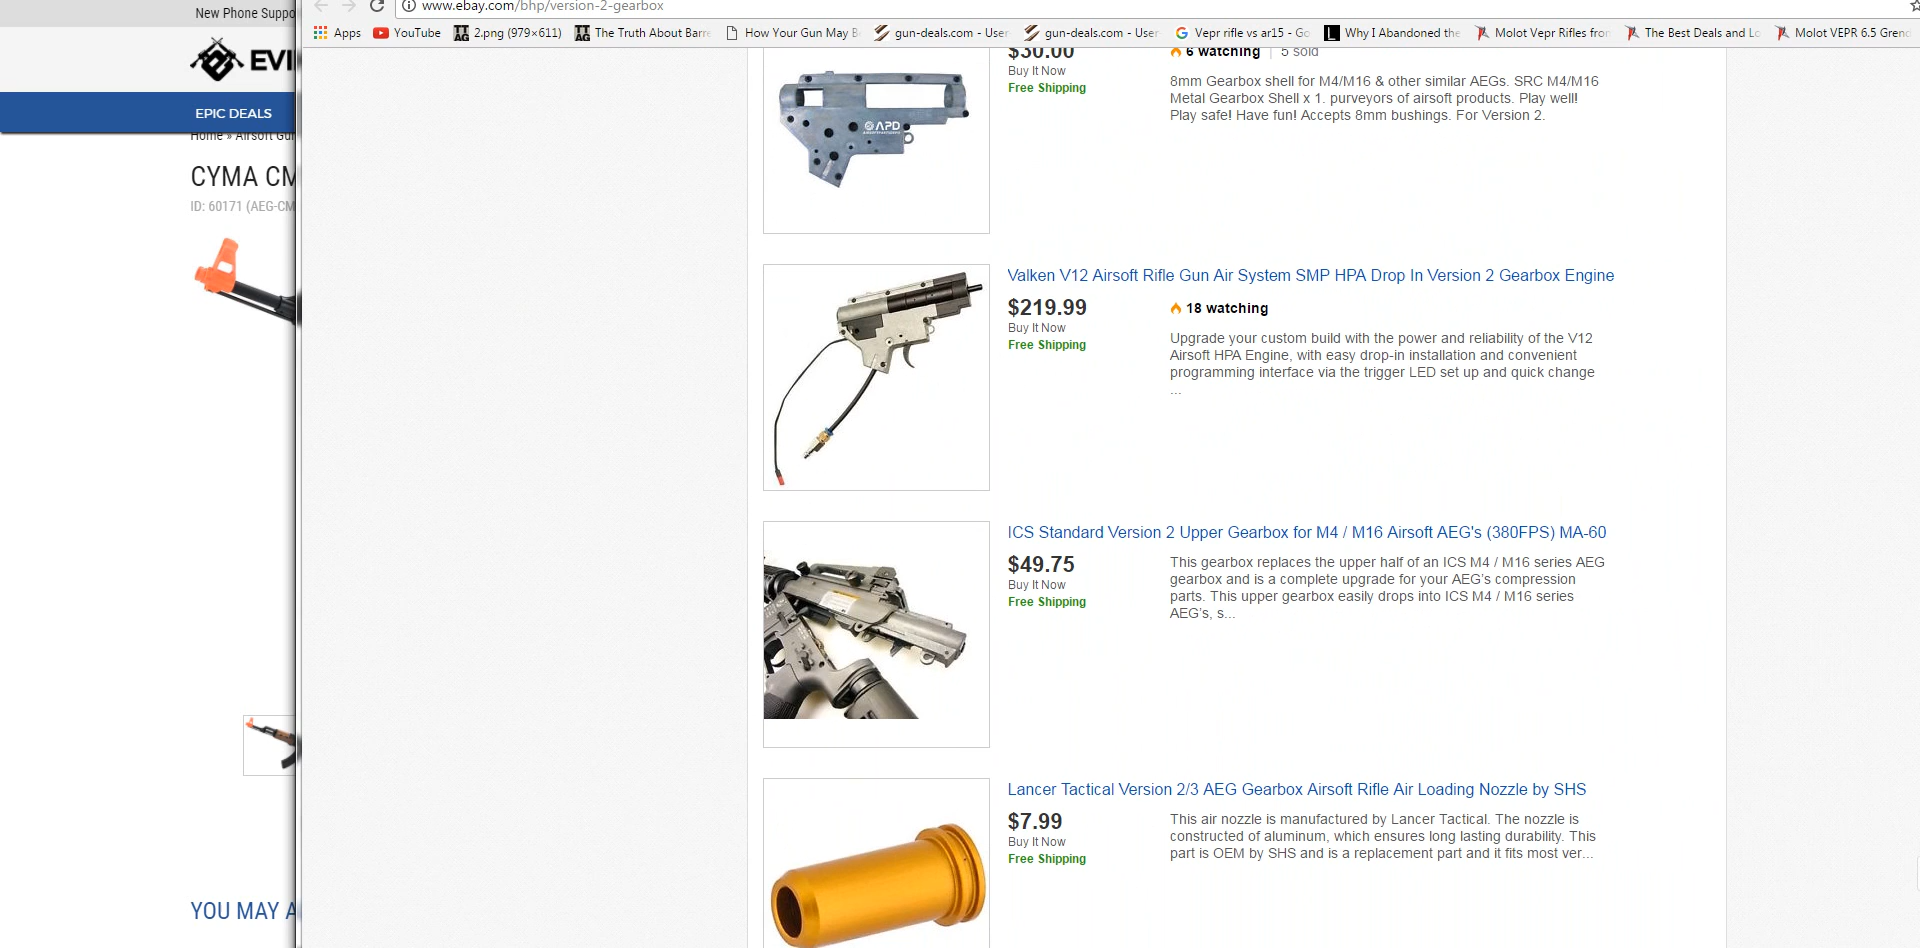 New Phone Suppo
EVI
EPIC DEALS
Home » Airsoft Gun
CYMA CM
ID: 60171 (AEG-CM
YOU MAY A
www.ebay.com/bhp/version-2-gearbox
Apps
YouTube
2.png (979×611)
The Truth About Barre
How Your Gun May B
gun-deals.com - User
gun-deals.com - User
Vepr rifle vs ar15 - Go
Why I Abandoned the
Molot Vepr Rifles from
The Best Deals and Lo
Molot VEPR 6.5 Grend
$30.00
6 watching | 5 sold
Buy It Now
Free Shipping
8mm Gearbox shell for M4/M16 & other similar AEGs. SRC M4/M16
Metal Gearbox Shell x 1. purveyors of airsoft products. Play well!
Play safe! Have fun! Accepts 8mm bushings. For Version 2.
APD
Valken V12 Airsoft Rifle Gun Air System SMP HPA Drop In Version 2 Gearbox Engine
$219.99
18 watching
Buy It Now
Free Shipping
Upgrade your custom build with the power and reliability of the V12
Airsoft HPA Engine, with easy drop-in installation and convenient
programming interface via the trigger LED set up and quick change
...
ICS Standard Version 2 Upper Gearbox for M4 / M16 Airsoft AEG's (380FPS) MA-60
$49.75
Buy It Now
Free Shipping
This gearbox replaces the upper half of an ICS M4 / M16 series AEG
gearbox and is a complete upgrade for your AEG's compression
parts. This upper gearbox easily drops into ICS M4 / M16 series
AEG's, s...
Lancer Tactical Version 2/3 AEG Gearbox Airsoft Rifle Air Loading Nozzle by SHS
$7.99
Buy It Now
Free Shipping
This air nozzle is manufactured by Lancer Tactical. The nozzle is
constructed of aluminum, which ensures long lasting durability. This
part is OEM by SHS and is a replacement part and it fits most ver...